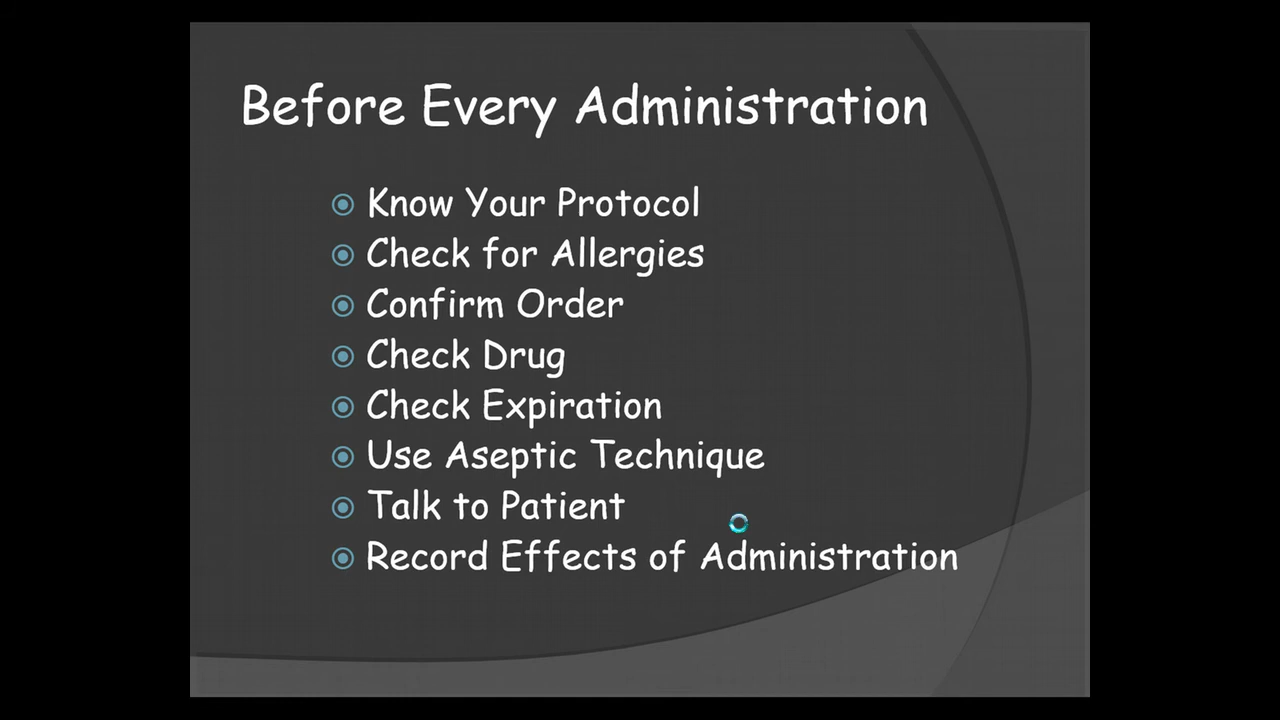 Before Every Administration
Know Your Protocol
Check for Allergies
Confirm Order
Check Drug
Check Expiration
Use Aseptic Technique
Talk to Patient
Record Effects of Administration